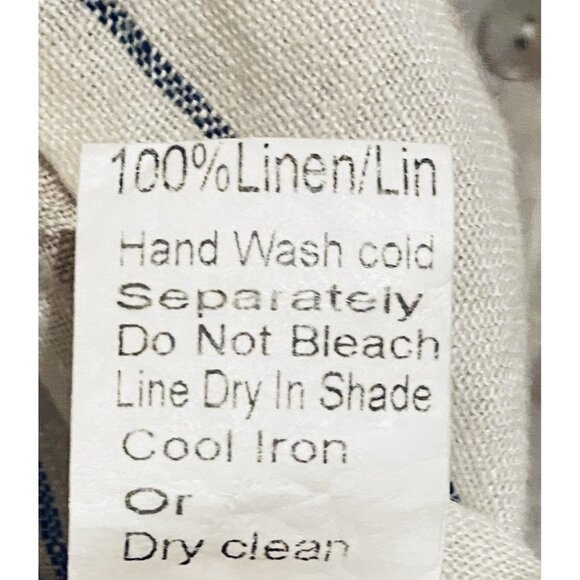 100%Linen/Lin
Hand Wash cold
Separately
Do Not Bleach
Line Dry In Shade
Cool Iron
Or
Dry clean